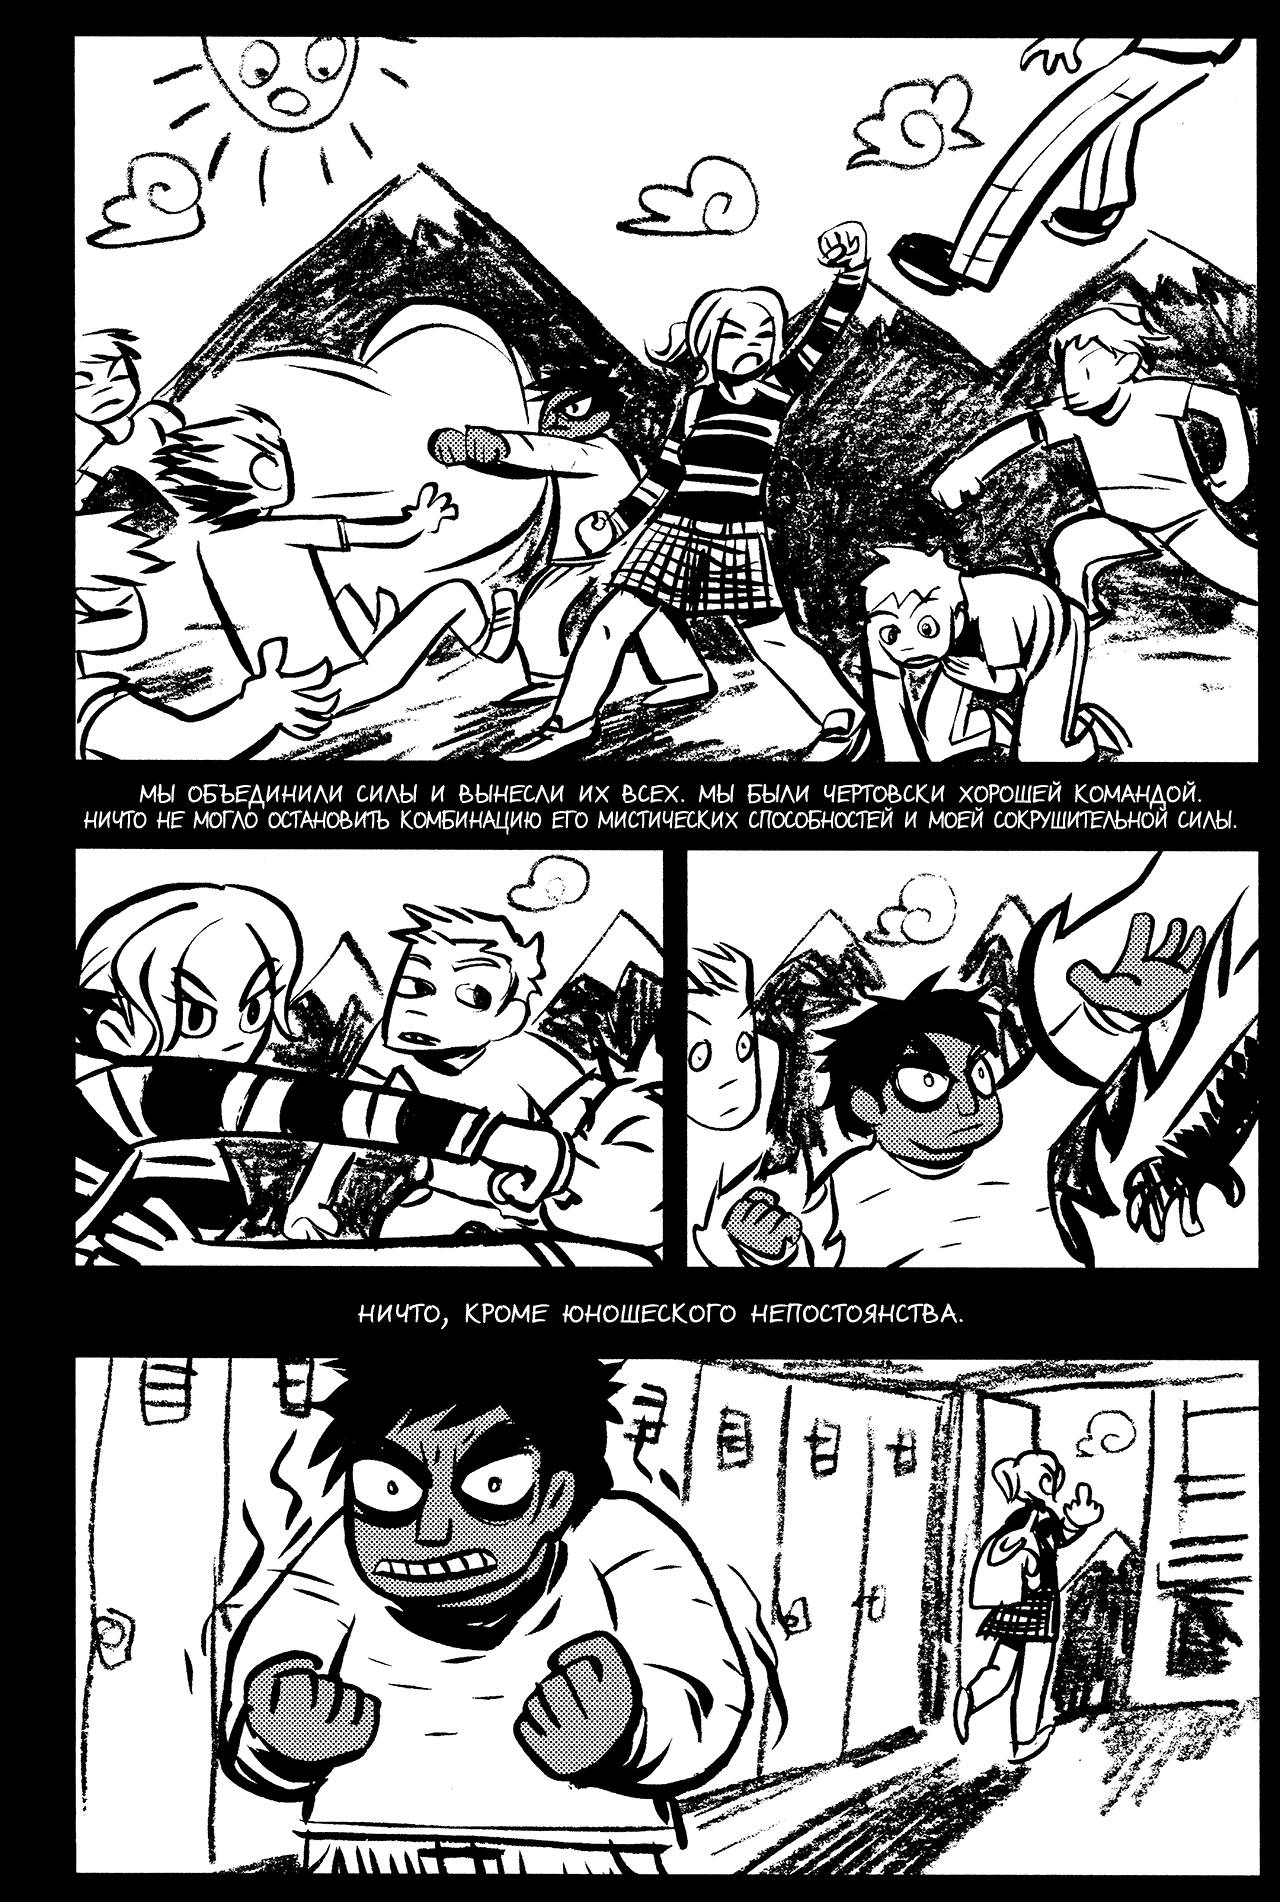 МЫ ОБЪЕДИНИЛИ СИЛЫ И ВЫНЕСЛИ ИХ ВСЕХ. МЫ БЫЛИ ЧЕРТОВСКИ ХОРОШЕЙ КОМАНДОЙ.
НИЧТО НЕ МОГЛО ОСТАНОВИТЬ КОМБИНАЦИЮ ЕГО МИСТИЧЕСКИХ СПОСОБНОСТЕЙ И МОЕЙ СОКРУШИТЕЛЬНОЙ СИЛЫ.
НИЧТО, КРОМЕ ЮНОШЕСКОГО НЕПОСТОЯНСТВА.